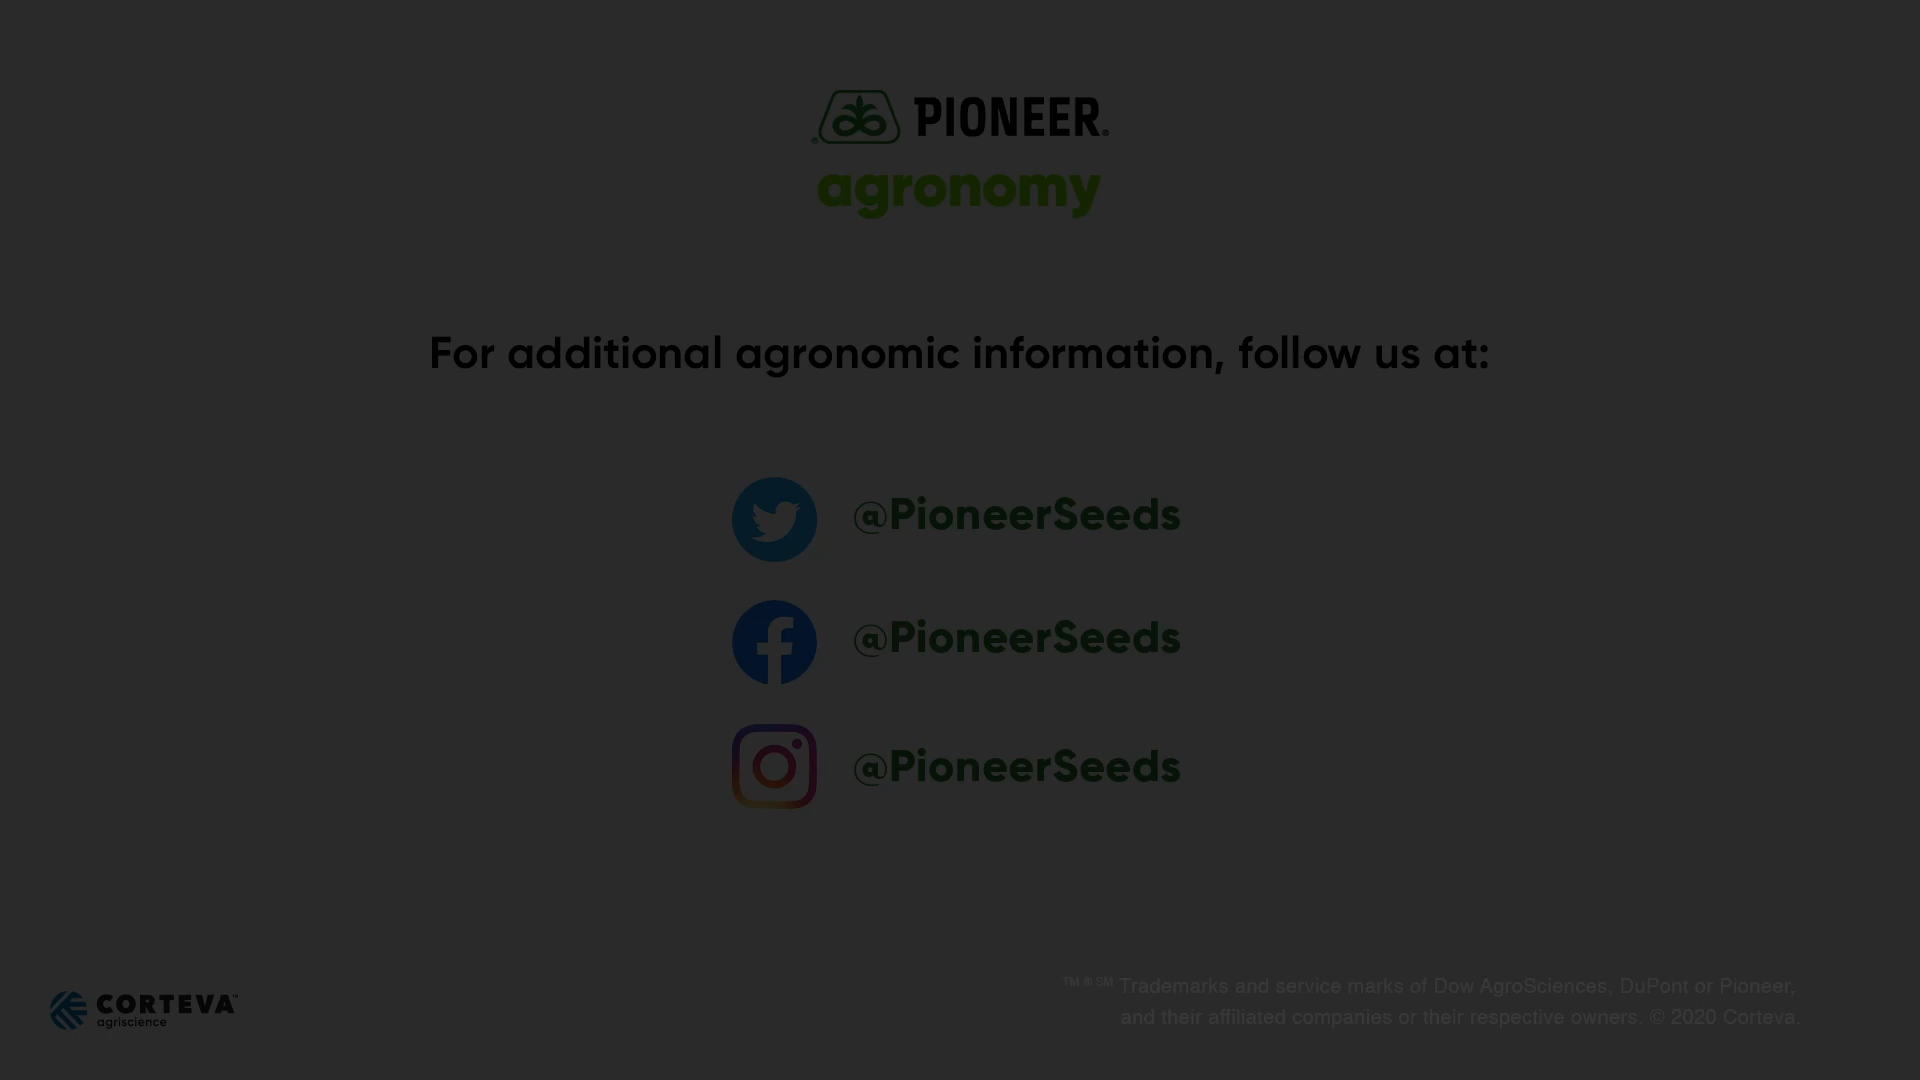 PIONEER®
agronomy
For additional agronomic information, follow us at:
@PioneerSeeds
@PioneerSeeds
@PioneerSeeds
CORTEVA™
agriscience
™ ® SM Trademarks and service marks of Dow AgroSciences, DuPont or Pioneer,
and their affiliated companies or their respective owners. © 2020 Corteva.